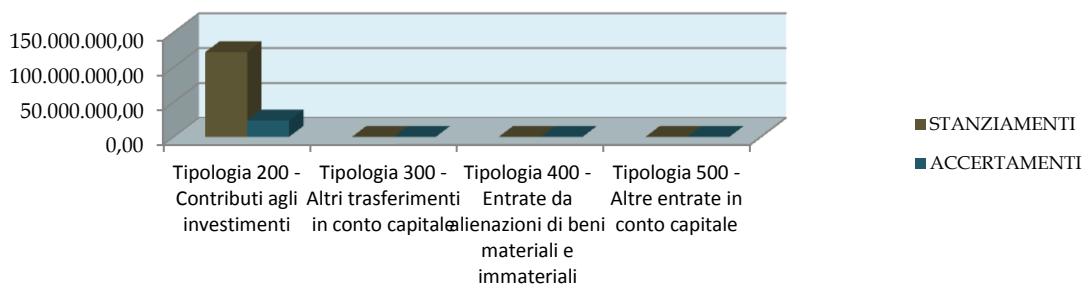 150.000.000,00
100.000.000,00
50.000.000,00
0,00
Tipologia 200 -
Contributi agli
investimenti
Tipologia 300 -
Altri trasferimenti
in conto capitale
Tipologia 400 -
Entrate da
alienazioni di beni
materiali e
immateriali
Tipologia 500 -
Altre entrate in
conto capitale
STANZIAMENTI
ACCERTAMENTI